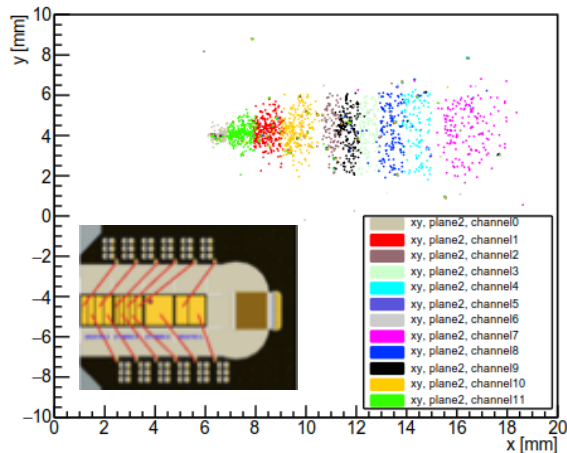 y [mm]
10
8
6
4
2
0
−2
−4
−6
−8
−10
0 2 4 6 8 10 12 14 16 18 20
x [mm]
xy, plane2, channel0
xy, plane2, channel1
xy, plane2, channel2
xy, plane2, channel3
xy, plane2, channel4
xy, plane2, channel5
xy, plane2, channel6
xy, plane2, channel7
xy, plane2, channel8
xy, plane2, channel9
xy, plane2, channel10
xy, plane2, channel11